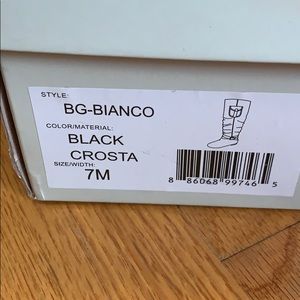 STYLE:
BG-BIANCO
COLOR/MATERIAL:
BLACK
CROSTA
SIZE/WIDTH:
7M
8 86068 99746 5